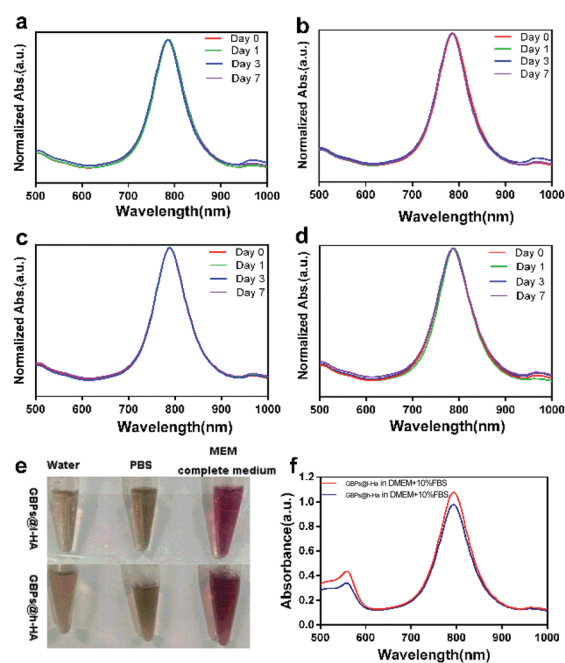 a
Normalized Abs.(a.u.)
Day 0
Day 1
Day 3
Day 7
500 600 700 800 900 1000
Wavelength(nm)
b
Normalized Abs.(a.u.)
Day 0
Day 1
Day 3
Day 7
500 600 700 800 900 1000
Wavelength(nm)
c
Normalized Abs.(a.u.)
Day 0
Day 1
Day 3
Day 7
500 600 700 800 900 1000
Wavelength(nm)
d
Normalized Abs.(a.u.)
Day 0
Day 1
Day 3
Day 7
500 600 700 800 900 1000
Wavelength(nm)
e
Water PBS MEM
complete medium
GBPs@l-HA
GBPs@h-HA
f
Absorbance(a.u.)
1.2
1.0
0.8
0.6
0.4
0.2
0.0
GBPs@l-Ha in DMEM+10%FBS
GBPs@h-Ha in DMEM+10%FBS
500 600 700 800 900 1000
Wavelength(nm)